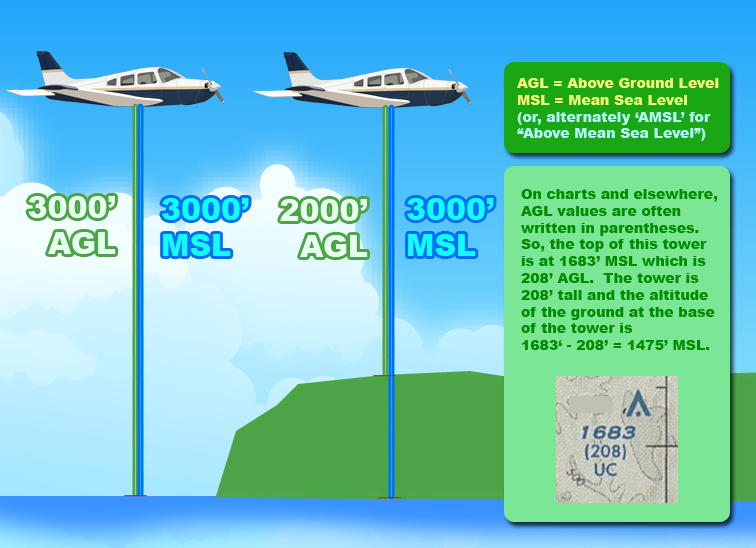 AGL = Above Ground Level
MSL = Mean Sea Level
(or, alternately ‘AMSL’ for
“Above Mean Sea Level”)
3000’
AGL
3000’
MSL
2000’
AGL
3000’
MSL
On charts and elsewhere,
AGL values are often
written in parentheses.
So, the top of this tower
is at 1683’ MSL which is
208’ AGL.  The tower is
208’ tall and the altitude
of the ground at the base
of the tower is
1683‘ - 208’ = 1475’ MSL.
1683
(208)
UC
500